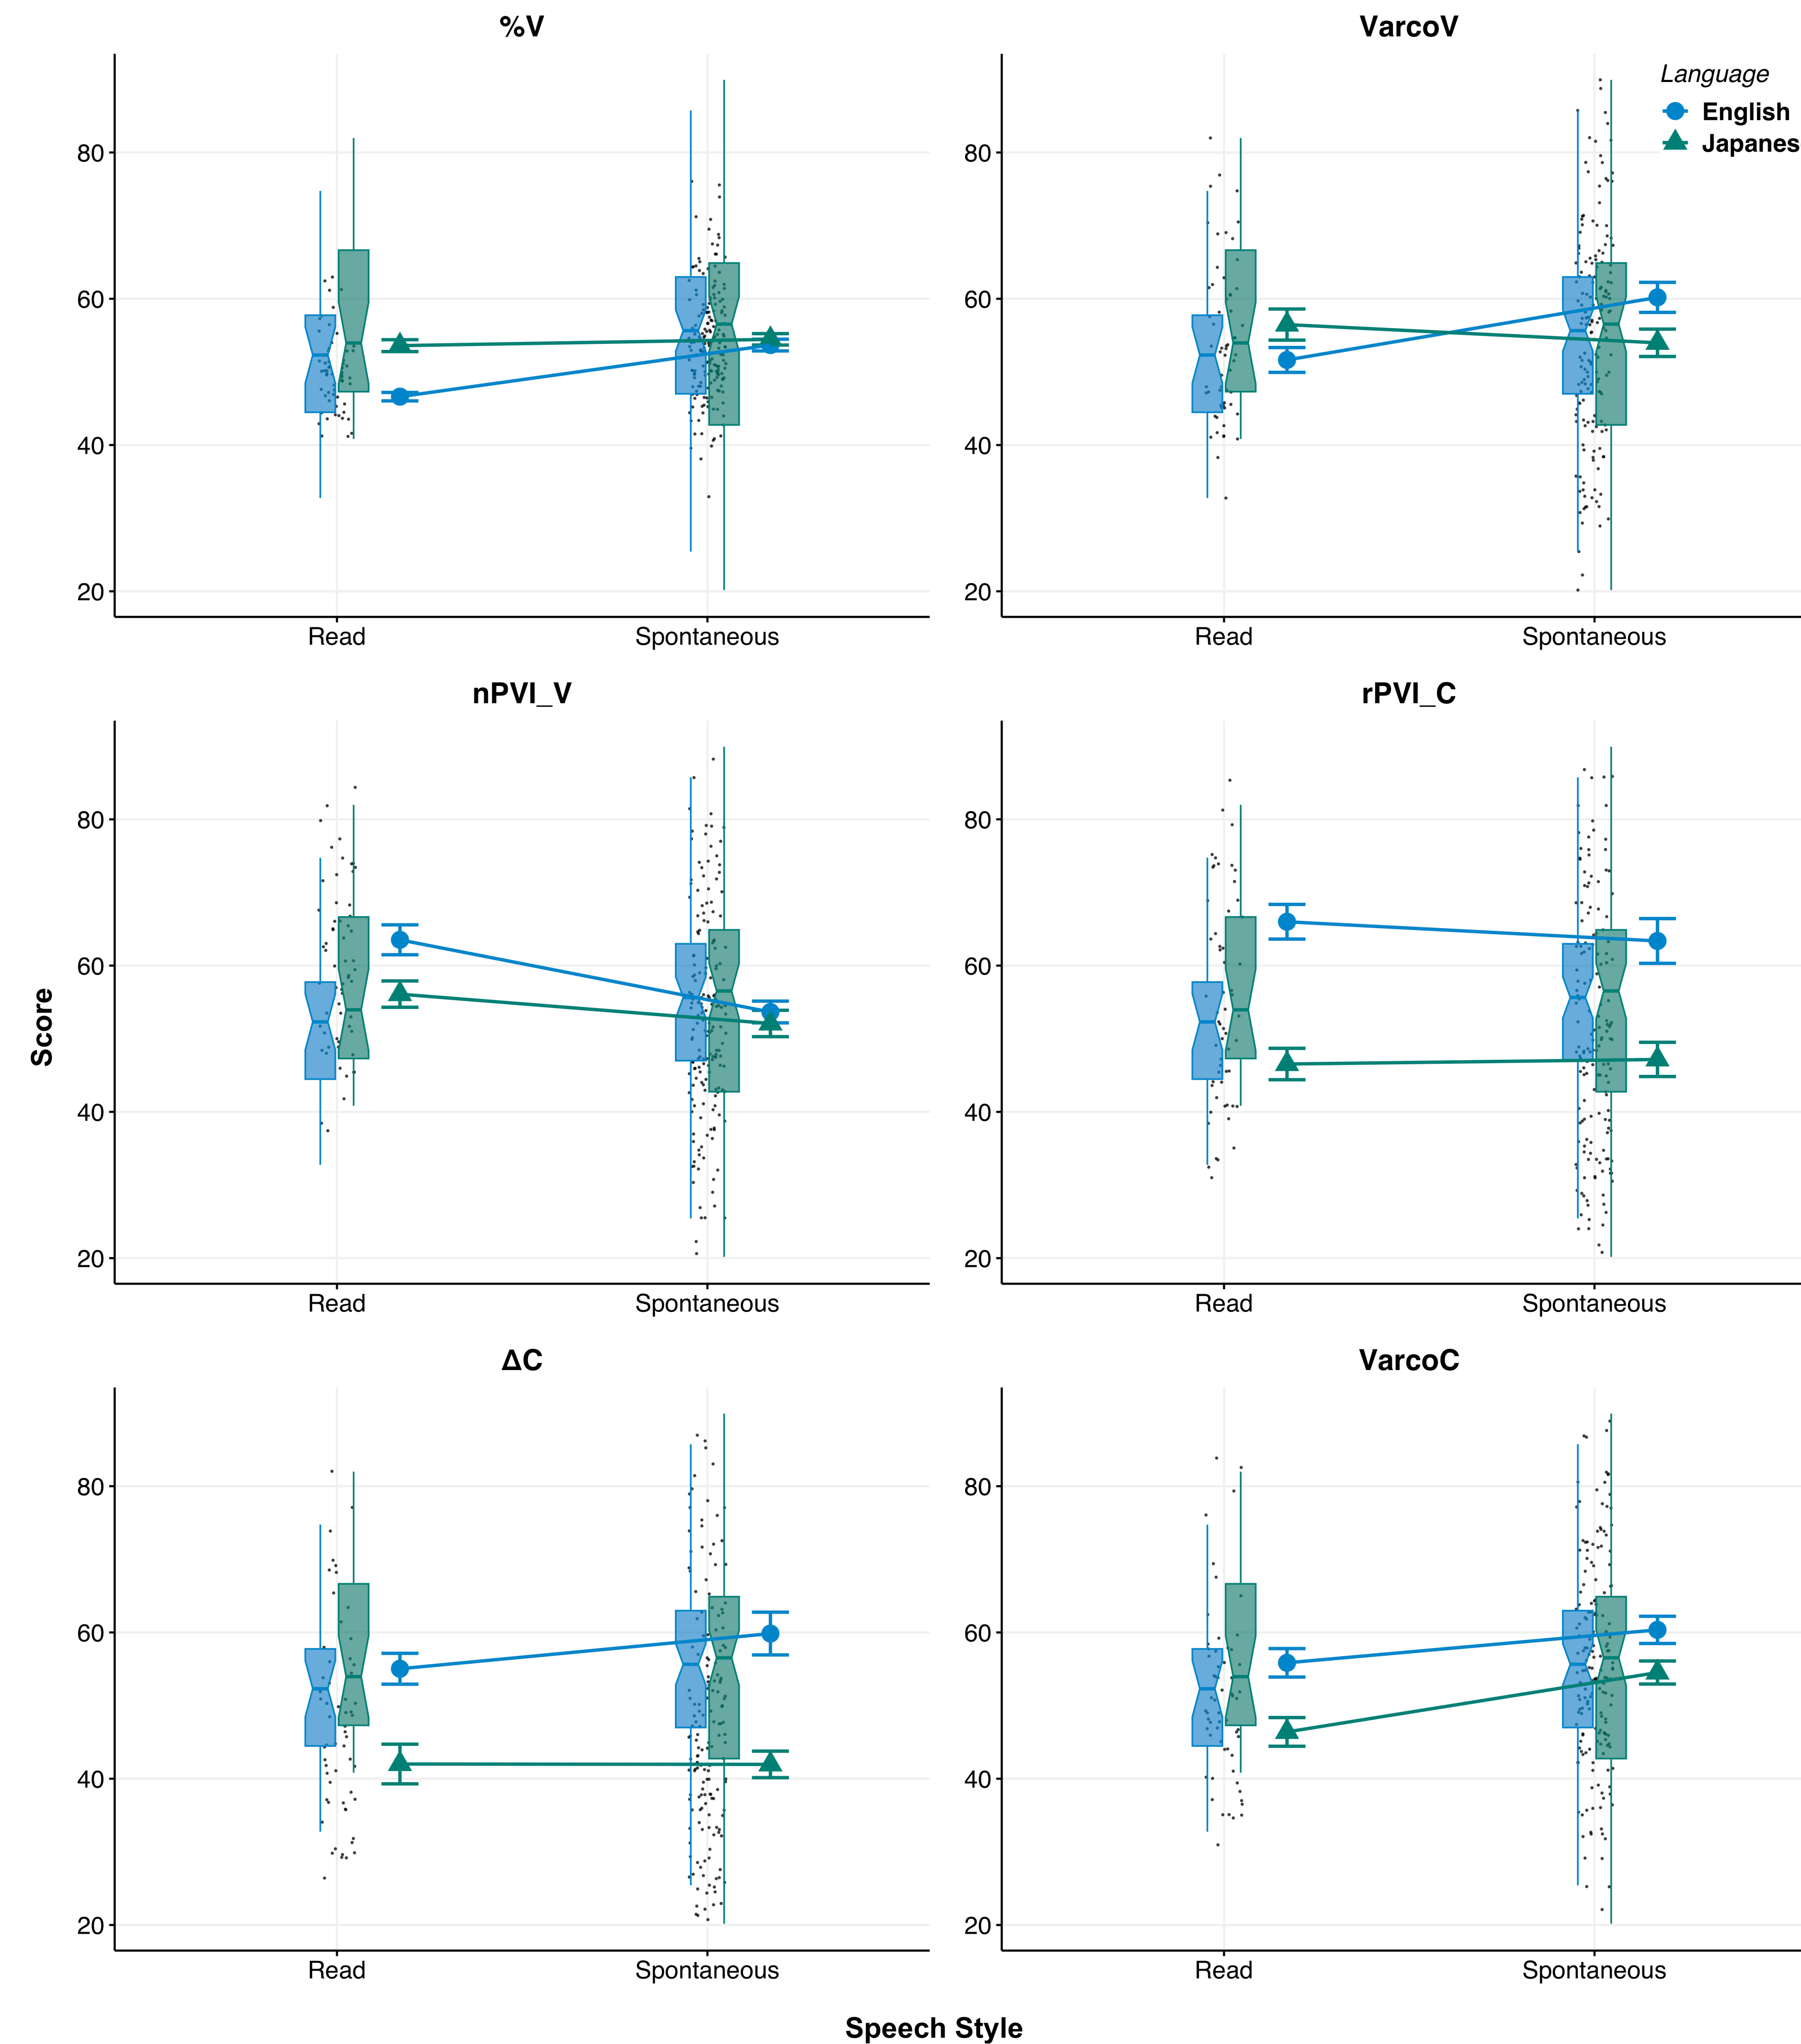 %V
VarcoV
Language
English
Japanes
80
60
40
20
Read
Spontaneous
80
60
40
20
Read
Spontaneous
nPVI_V
rPVI_C
80
60
40
20
Read
Spontaneous
80
60
40
20
Read
Spontaneous
Score
ΔC
VarcoC
80
60
40
20
Read
Spontaneous
80
60
40
20
Read
Spontaneous
Speech Style